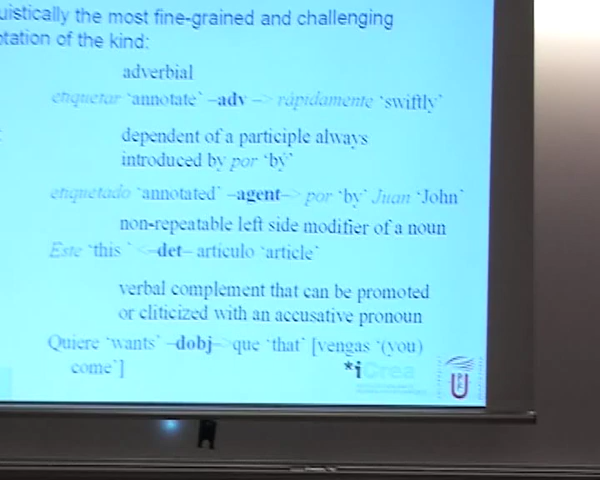 uistically the most fine-grained and challenging
tation of the kind:
adverbial
etiquetar ‘annotate’ –adv –> rápidamente ‘swiftly’
dependent of a participle always
introduced by por ‘by’
etiquetado ‘annotated’ –agent–> por ‘by’ Juan ‘John’
non-repeatable left side modifier of a noun
Este ‘this ’ <–det– artículo ‘article’
verbal complement that can be promoted
or cliticized with an accusative pronoun
Quiere ‘wants’ –dobj–> que ‘that’ [vengas ‘(you)
come’]
*iCrea